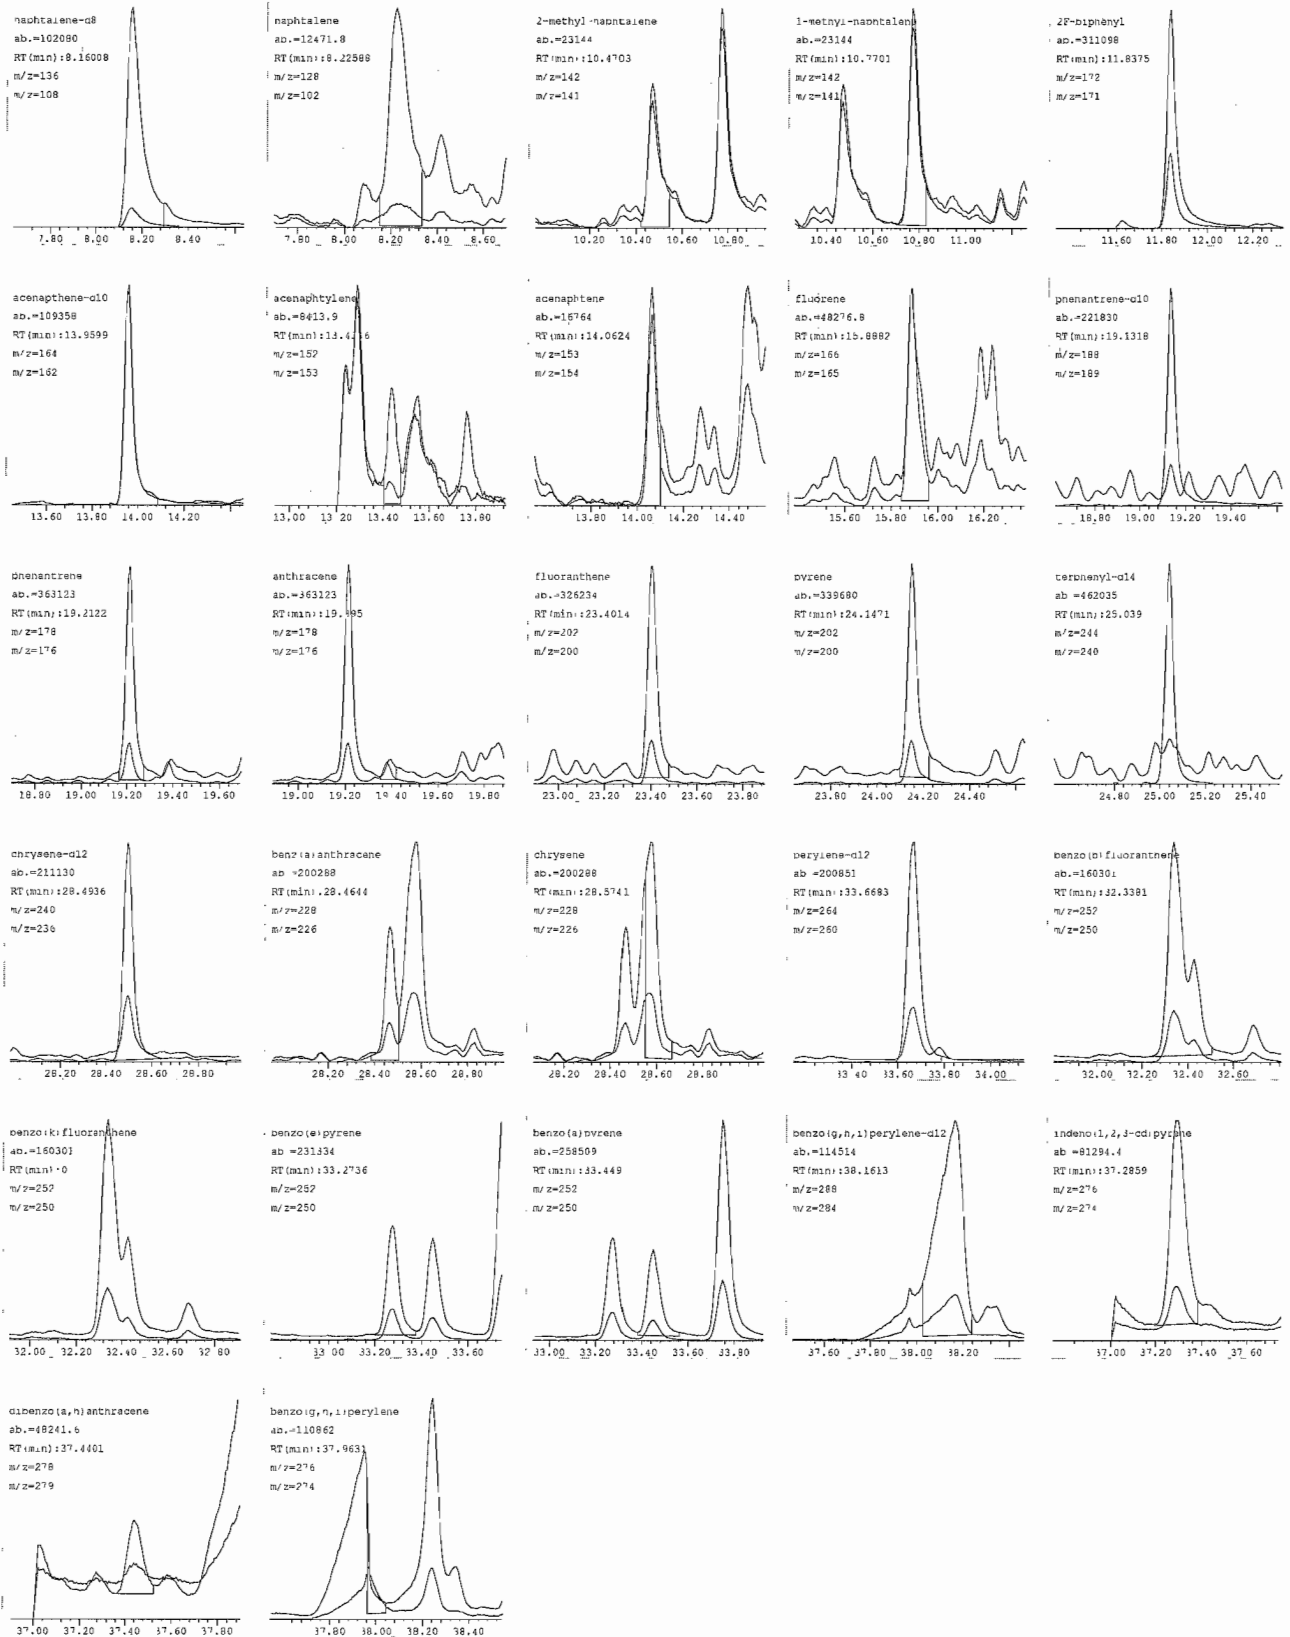 naphtalene-d8
ab.=102080
RT(min):8.16008
m/z=136
m/z=108
7.80 8.00 8.20 8.40
naphtalene
ab.=12471.8
RT(min):8.22588
m/z=128
m/z=102
7.80 8.00 8.20 8.40 8.60
2-methyl-naphtalene
ab.=23144
RT(min):10.4703
m/z=142
m/z=141
10.20 10.40 10.60 10.80
1-methyl-naphtalene
ab.=23144
RT(min):10.7701
m/z=142
m/z=141
10.40 10.60 10.80 11.00
2F-biphenyl
ab.=311098
RT(min):11.8375
m/z=172
m/z=171
11.60 11.80 12.00 12.20
acenapthene-d10
ab.=109358
RT(min):13.9599
m/z=164
m/z=162
13.60 13.80 14.00 14.20
acenaphtylene
ab.=8413.9
m/z=152
m/z=153
13.00 13.20 13.40 13.60 13.80
acenaphtene
ab.=16764
RT(min):14.0624
m/z=153
m/z=154
13.80 14.00 14.20 14.40
fluorene
ab.=48276.8
RT(min):15.8882
m/z=166
m/z=165
15.60 15.80 16.00 16.20
phenantrene-d10
ab.=221830
RT(min):19.1318
m/z=188
m/z=189
18.80 19.00 19.20 19.40
phenantrene
ab.=363123
RT(min):19.2122
m/z=178
m/z=176
18.80 19.00 19.20 19.40 19.60
anthracene
ab.=363123
m/z=178
m/z=176
19.00 19.20 19.40 19.60 19.80
fluoranthene
ab.=326234
RT(min):23.4014
m/z=202
m/z=200
23.00 23.20 23.40 23.60 23.80
pyrene
ab.=339680
RT(min):24.1471
m/z=202
m/z=200
23.80 24.00 24.20 24.40
terphenyl-d14
ab.=462035
RT(min):25.039
m/z=244
m/z=240
24.80 25.00 25.20 25.40
chrysene-d12
ab.=211130
RT(min):28.4936
m/z=240
m/z=236
28.20 28.40 28.60 28.80
benz(a)anthracene
ab.=200288
RT(min):28.4644
m/z=228
m/z=226
28.20 28.40 28.60 28.80
chrysene
ab.=200288
RT(min):28.5741
m/z=228
m/z=226
28.20 28.40 28.60 28.80
perylene-d12
ab.=200851
RT(min):33.6683
m/z=264
m/z=260
33.40 33.60 33.80 34.00
benzo(b)fluoranthene
ab.=160301
RT(min):32.3381
m/z=252
m/z=250
32.00 32.20 32.40 32.60
benzo(k)fluoranthene
ab.=160301
RT(min):0
m/z=252
m/z=250
32.00 32.20 32.40 32.60 32.80
benzo(e)pyrene
ab.=231334
RT(min):33.2736
m/z=252
m/z=250
33.00 33.20 33.40 33.60
benzo(a)pyrene
ab.=258509
RT(min):33.449
m/z=252
m/z=250
33.00 33.20 33.40 33.60 33.80
benzo(g,h,i)perylene-d12
ab.=114514
RT(min):38.1613
m/z=288
m/z=284
37.60 37.80 38.00 38.20
indeno(1,2,3-cd)pyrene
ab.=81294.4
RT(min):37.2859
m/z=276
m/z=274
37.00 37.20 37.40 37.60
dibenzo(a,h)anthracene
ab.=48241.6
RT(min):37.4401
m/z=278
m/z=279
37.00 37.20 37.40 37.60 37.80
benzo(g,h,i)perylene
ab.=110862
RT(min):37.9631
m/z=276
m/z=274
37.80 38.00 38.20 38.40